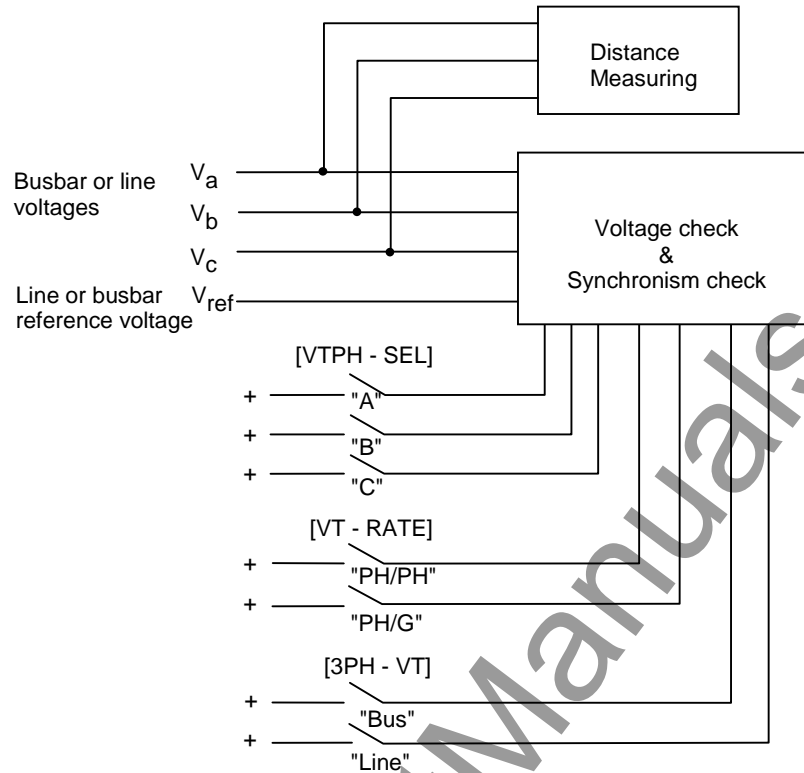 Distance
Measuring
Busbar or line
voltages
Va
Vb
Vc
Line or busbar
reference voltage
Vref
Voltage check
&
Synchronism check
[VTPH - SEL]
+ "A"
+ "B"
+ "C"
[VT - RATE]
+ "PH/PH"
+ "PH/G"
[3PH - VT]
+ "Bus"
+ "Line"
Manuals